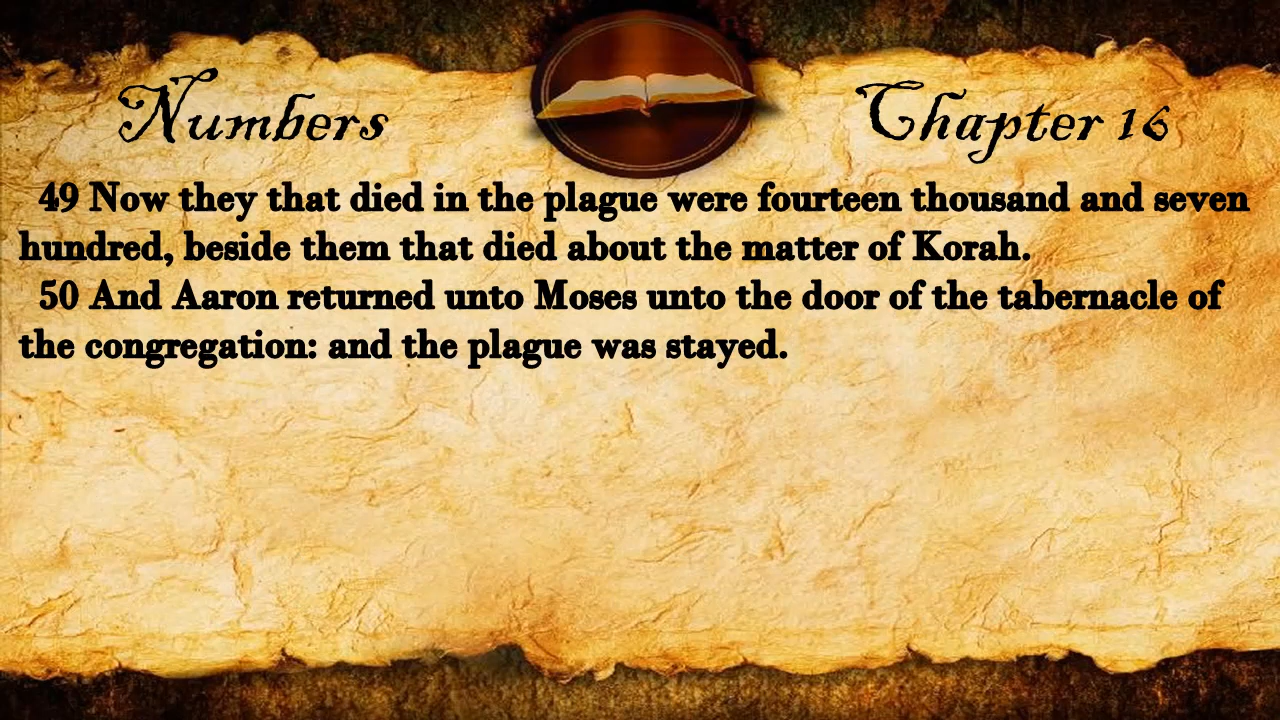 Numbers Chapter 16
49 Now they that died in the plague were fourteen thousand and seven
hundred, beside them that died about the matter of Korah.
50 And Aaron returned unto Moses unto the door of the tabernacle of
the congregation: and the plague was stayed.